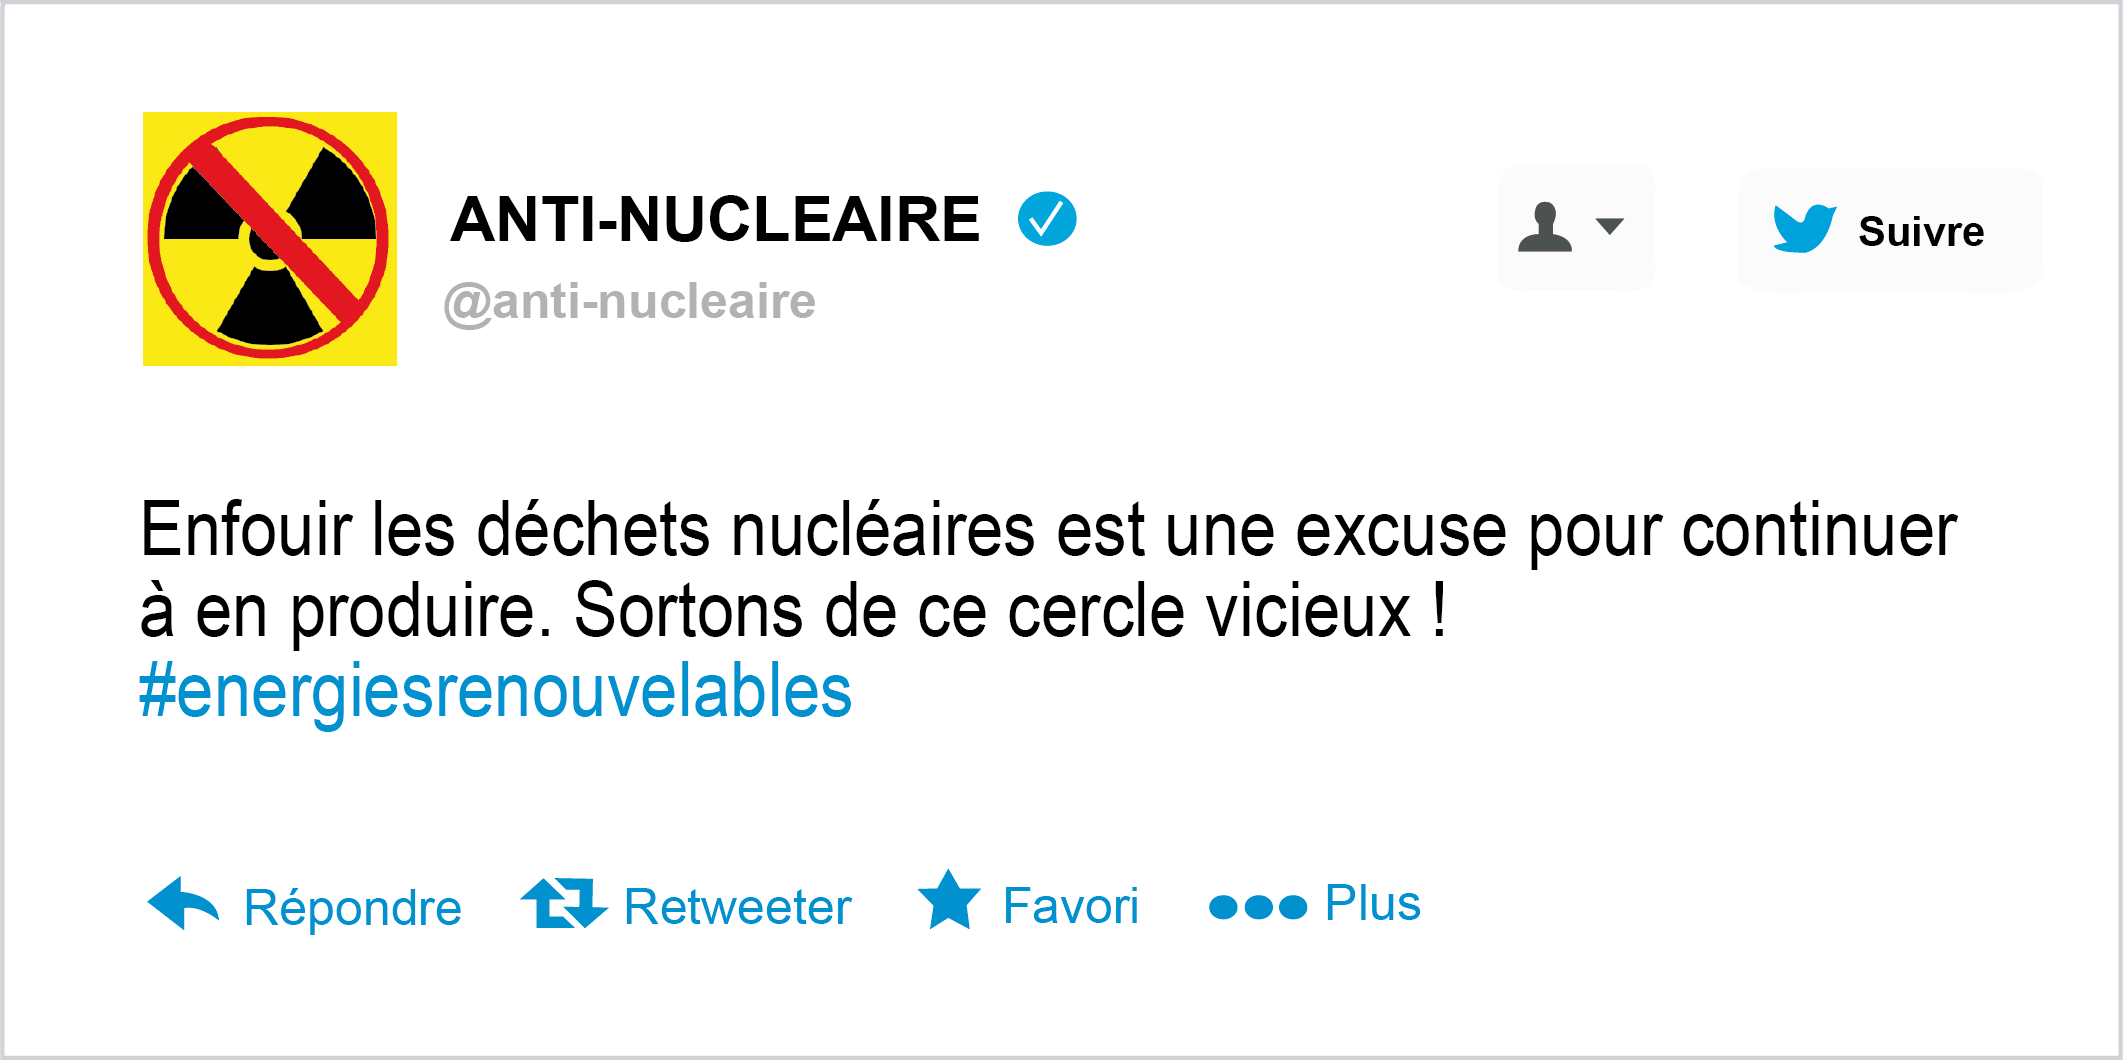 ANTI-NUCLEAIRE
@anti-nucleaire
Suivre
Enfouir les déchets nucléaires est une excuse pour continuer
à en produire. Sortons de ce cercle vicieux !
#energiesrenouvelables
Répondre Retweeter Favori Plus